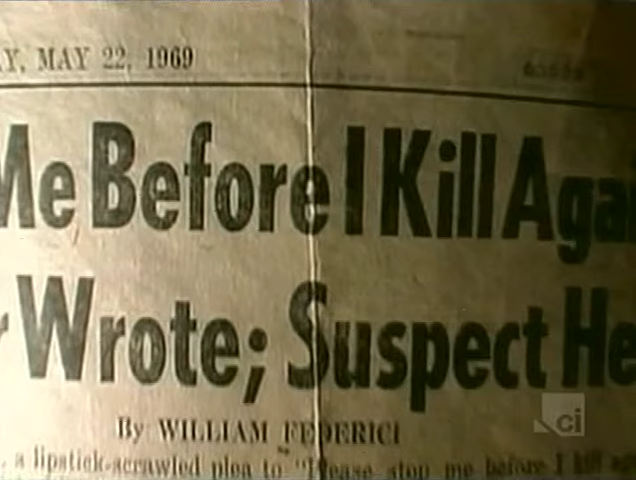 Y, MAY 22, 1969
Me Before I Kill Aga
r Wrote; Suspect He
By WILLIAM FEDERICI
a lipstick-scrawled plea to "Please stop me before I kill
ci